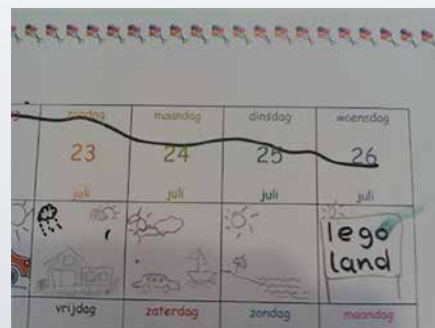 zondag maandag dinsdag woensdag
23 24 25 26
juli juli juli juli
lego
land
vrijdag zaterdag zondag maandag